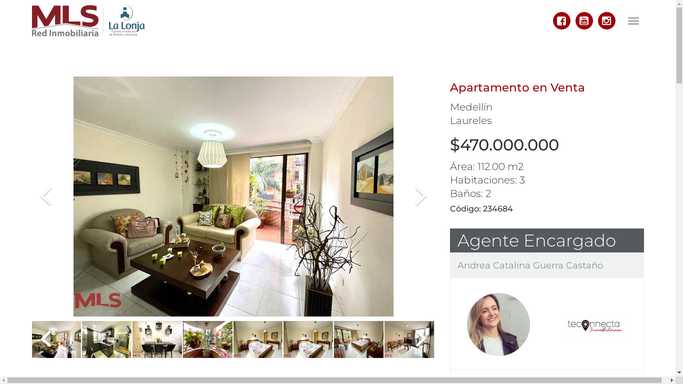 MLS
Red Inmobiliaria
La Lonja
Apartamento en Venta
Medellín
Laureles
$470.000.000
Área: 112.00 m2
Habitaciones: 3
Baños: 2
Código: 234684
Agente Encargado
Andrea Catalina Guerra Castaño
MLS
teconnecta